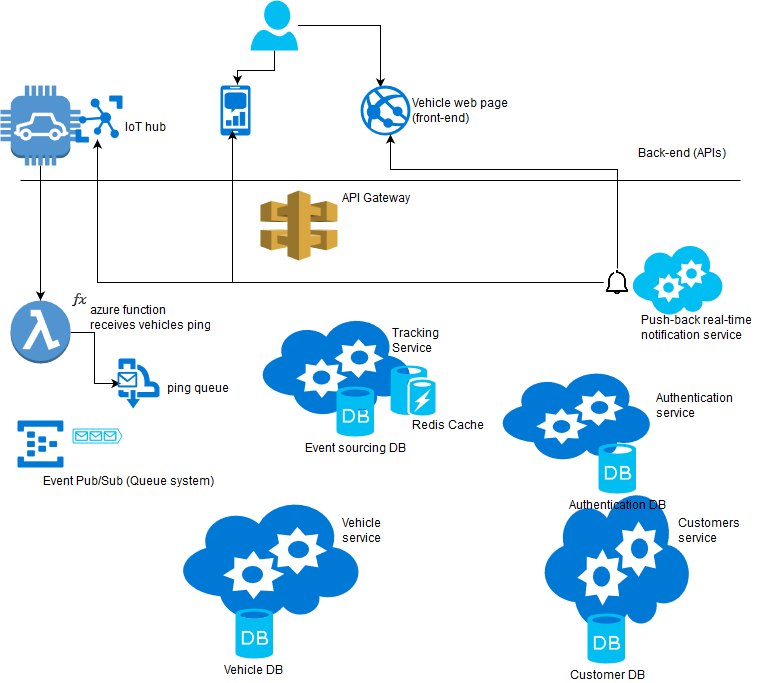 IoT hub
Vehicle web page
(front-end)
Back-end (APIs)
API Gateway
fx
azure function
receives vehicles ping
Push-back real-time
notification service
Tracking
Service
ping queue
DB
Redis Cache
Event sourcing DB
Authentication
service
DB
Authentication DB
Event Pub/Sub (Queue system)
Vehicle
service
Customers
service
DB
Vehicle DB
DB
Customer DB